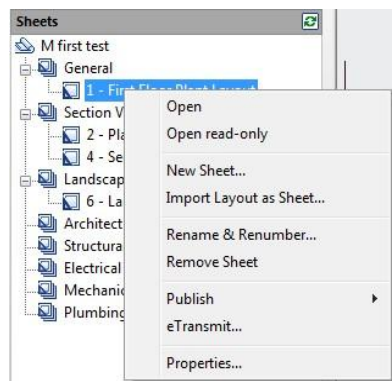 Sheets
M first test
General
1 - First Floor Plant Layout
Section V
2 - Pla
4 - Se
Landscap
6 - La
Architect
Structura
Electrical
Mechanic
Plumbing
Open
Open read-only
New Sheet...
Import Layout as Sheet...
Rename & Renumber...
Remove Sheet
Publish
eTransmit...
Properties...